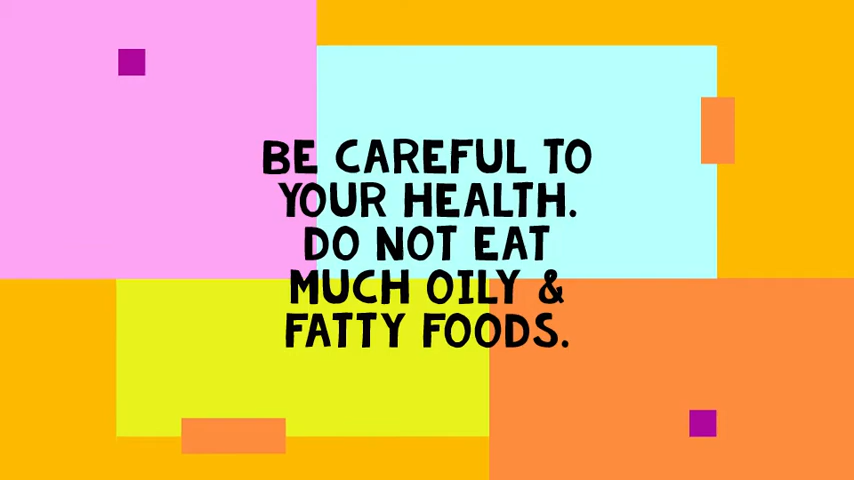 BE CAREFUL TO
YOUR HEALTH.
DO NOT EAT
MUCH OILY &
FATTY FOODS.